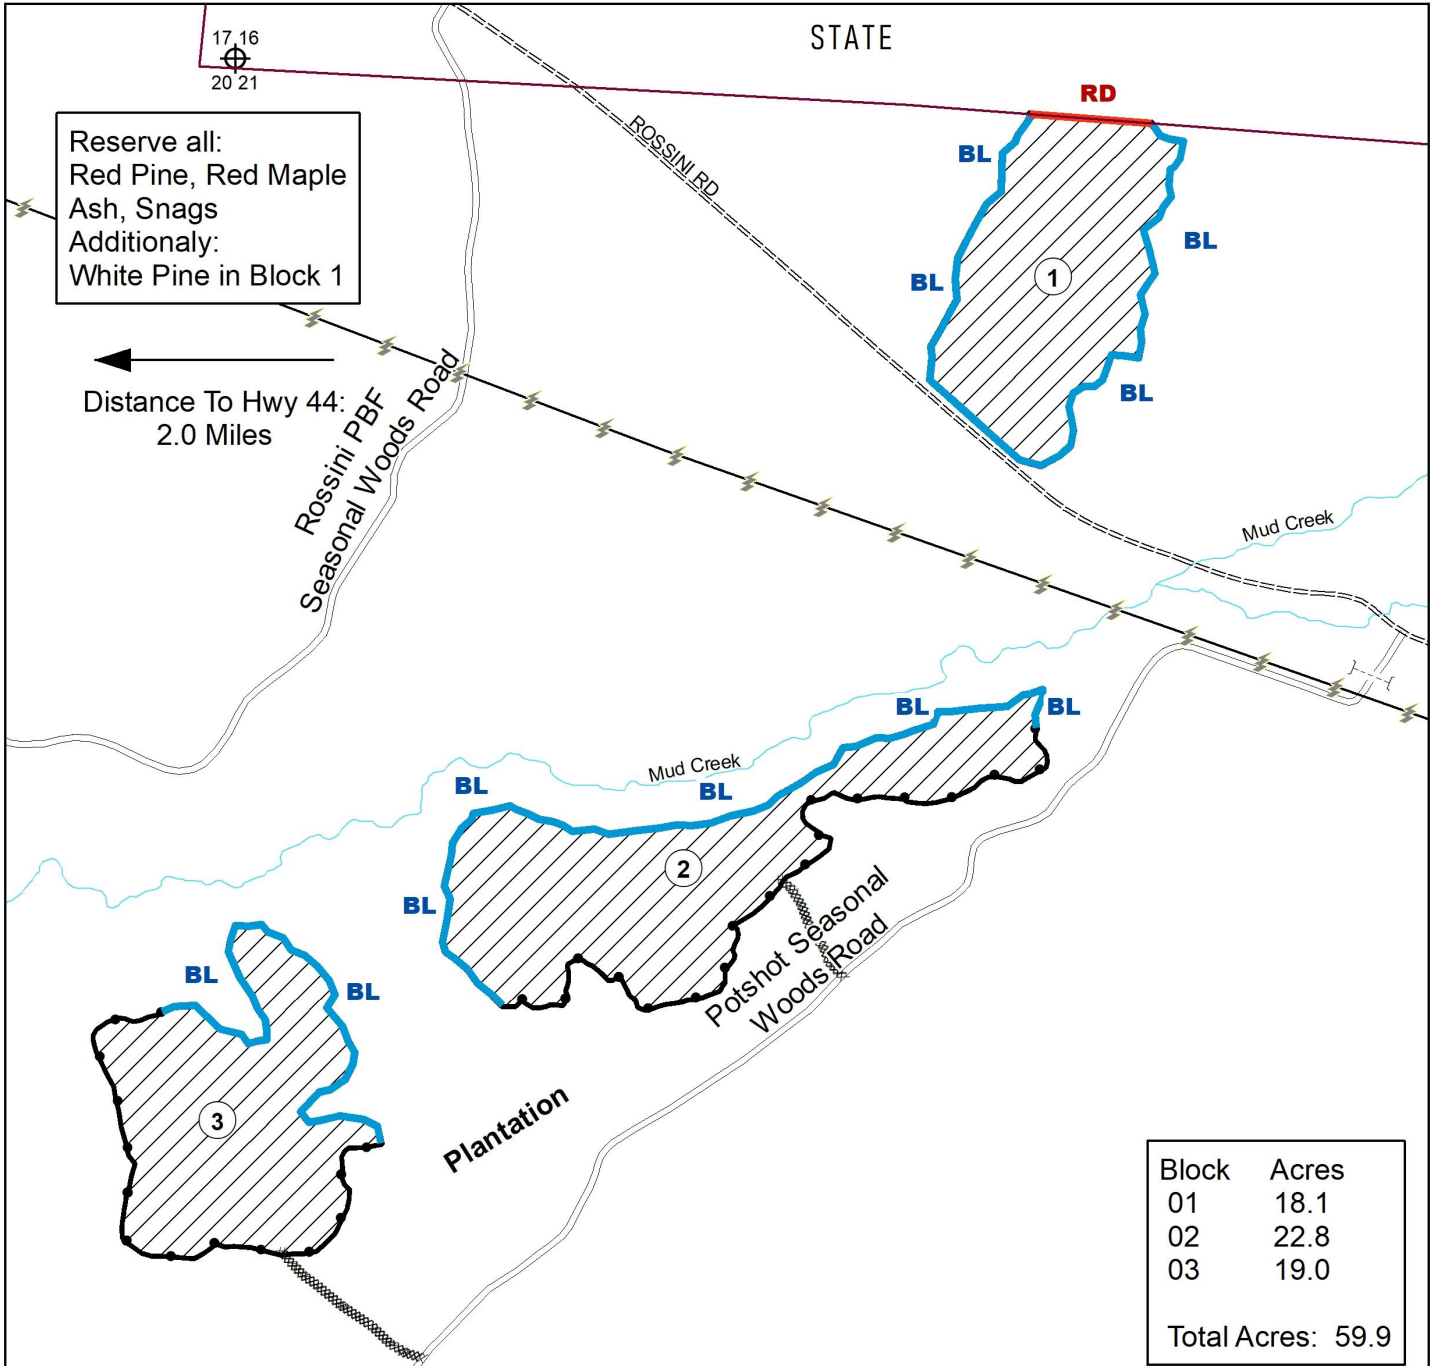 STATE
17 16
20 21
RD
Reserve all:
Red Pine, Red Maple
Ash, Snags
Additionaly:
White Pine in Block 1
ROSSINI RD
BL
BL
BL
1
BL
Distance To Hwy 44:
2.0 Miles
Rossini PBF
Seasonal Woods Road
BL
Mud Creek
BL
BL
Mud Creek
BL
BL
2
BL
Potshot Seasonal
Woods Road
BL
BL
3
Plantation
Block Acres
01 18.1
02 22.8
03 19.0
Total Acres: 59.9